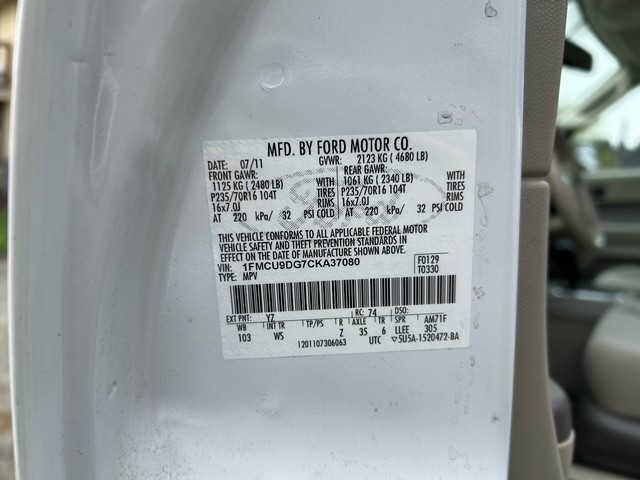 MFD. BY FORD MOTOR CO.
DATE: 07/11 GVWR: 2123 KG ( 4680 LB)
FRONT GAWR: REAR GAWR:
1125 KG ( 2480 LB) WITH 1061 KG ( 2340 LB) WITH
P235/70R16 104T TIRES P235/70R16 104T TIRES
16x7.0J RIMS 16x7.0J RIMS
AT 220 kPa/ 32 PSI COLD AT 220 kPa/ 32 PSI COLD
THIS VEHICLE CONFORMS TO ALL APPLICABLE FEDERAL MOTOR
VEHICLE SAFETY AND THEFT PREVENTION STANDARDS IN
EFFECT ON THE DATE OF MANUFACTURE SHOWN ABOVE.
VIN: 1FMCU9DG7CKA37080 F0129
TYPE: MPV T0330
EXT PNT: YZ RC: 74 DSO:
WB INT TR TP/PS R AXLE TR SPR AM71F
103 WS Z 35 6 LLEE 305
1201107306063 UTC ▽5U5A-1520472-BA